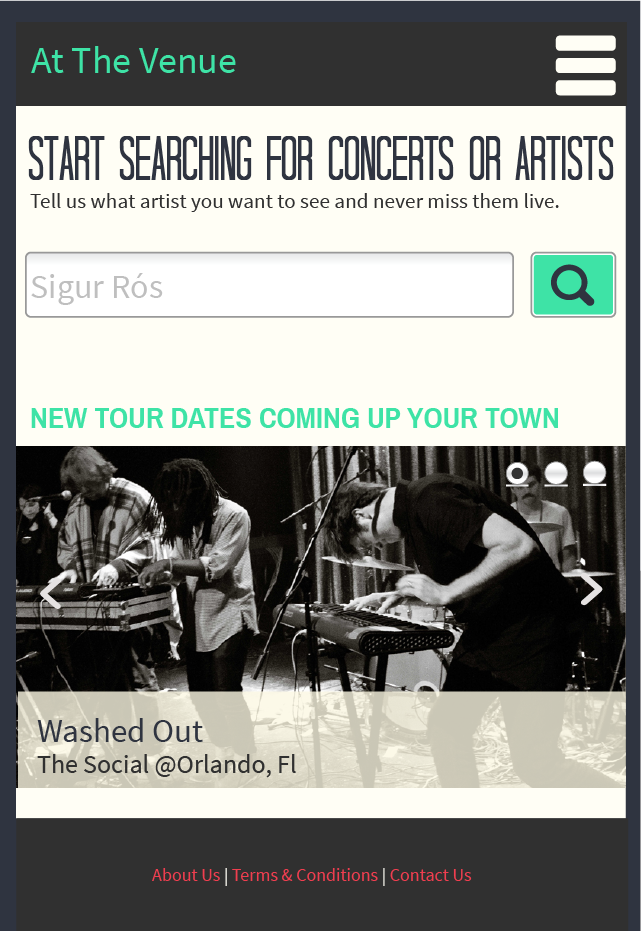 At The Venue
START SEARCHING FOR CONCERTS OR ARTISTS
Tell us what artist you want to see and never miss them live.
Sigur Rós
NEW TOUR DATES COMING UP YOUR TOWN
Washed Out
The Social @Orlando, Fl
About Us | Terms & Conditions | Contact Us